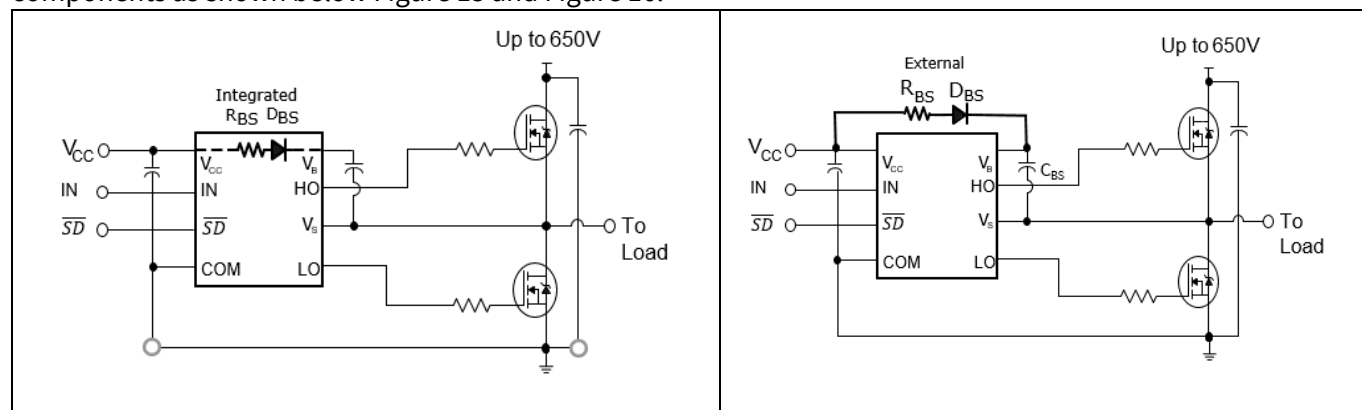 components as shown below Figure 25 and Figure 26.
Up to 650V
Integrated
RBS DBS
VCC
VCC
VB
IN
IN
HO
SD
SD
VS
To
Load
COM
LO
Up to 650V
External
RBS DBS
VCC
VCC
VB
CBS
IN
IN
HO
SD
SD
VS
To
Load
COM
LO